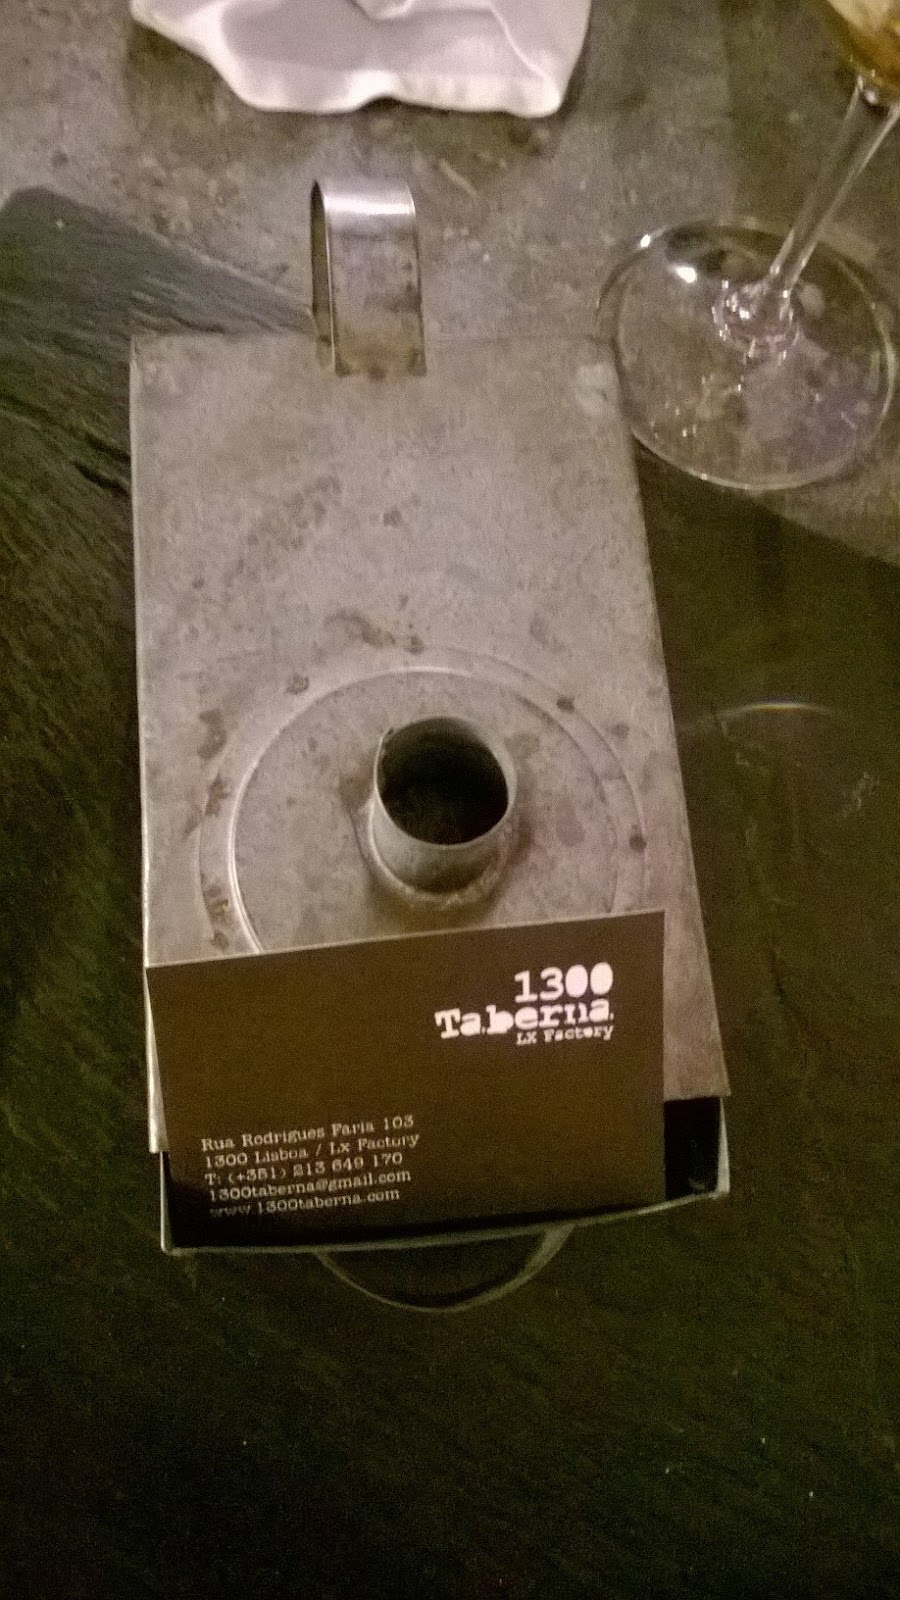 1300
Taberna
LX Factory
Rua Rodrigues Faria 103
1300 Lisboa / Lx Factory
T: (+351) 213 649 170
1300taberna@gmail.com
www.1300taberna.com